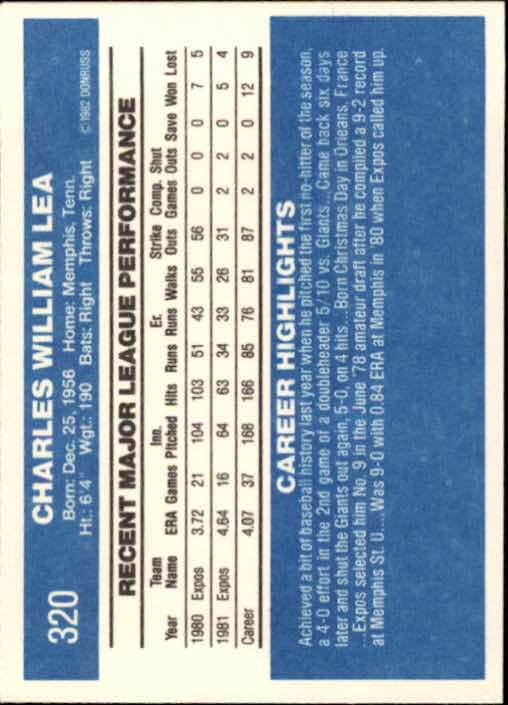 320
CHARLES WILLIAM LEA
Born: Dec. 25, 1956 Home: Memphis, Tenn.
Ht.: 6'4" Wgt.: 190 Bats: Right Throws: Right
© 1982 DONRUSS
RECENT MAJOR LEAGUE PERFORMANCE
Team Inn. Er. Strike Comp. Shut
Year Name ERA Games Pitched Hits Runs Runs Walks Outs Games Outs Save Won Lost
1980 Expos 3.72 21 104 103 51 43 55 56 0 0 0 7 5
1981 Expos 4.64 16 64 63 34 33 26 31 2 2 0 5 4
Career 4.07 37 168 166 85 76 81 87 2 2 0 12 9
CAREER HIGHLIGHTS
Achieved a bit of baseball history last year when he pitched the first no-hitter of the season,
a 4-0 effort in the 2nd game of a doubleheader 5/10 vs. Giants...Came back six days
later and shut the Giants out again, 5-0, on 4 hits...Born Christmas Day in Orleans, France
...Expos selected him No. 9 in the June '78 amateur draft after he compiled a 9-2 record
at Memphis St. U....Was 9-0 with 0.84 ERA at Memphis in '80 when Expos called him up.